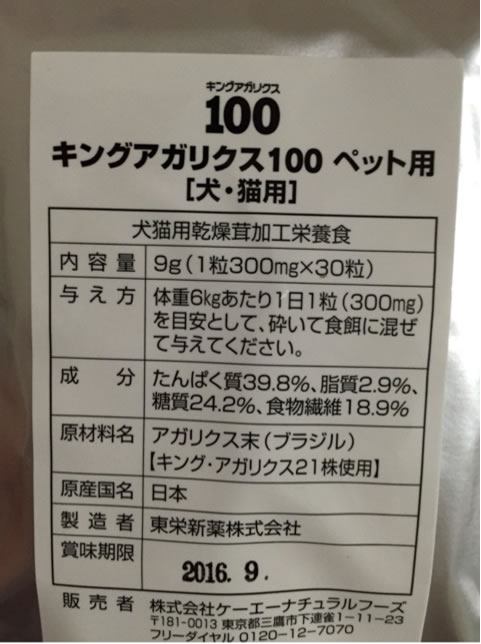 キングアガリクス
100
キングアガリクス100 ペット用
[犬・猫用]
犬猫用乾燥茸加工栄養食
内容量 9g(1粒300mg×30粒)
与え方 体重6kgあたり1日1粒(300mg)
を目安として、砕いて食餌に混ぜ
て与えてください。
成分 たんぱく質39.8%、脂質2.9%、
糖質24.2%、食物繊維18.9%
原材料名 アガリクス末(ブラジル)
【キング・アガリクス21株使用】
原産国名 日本
製造者 東栄新薬株式会社
賞味期限 2016. 9.
販売者 株式会社ケーエーナチュラルフーズ
〒181-0013 東京都三鷹市下連雀1-11-23
フリーダイヤル 0120-12-7070